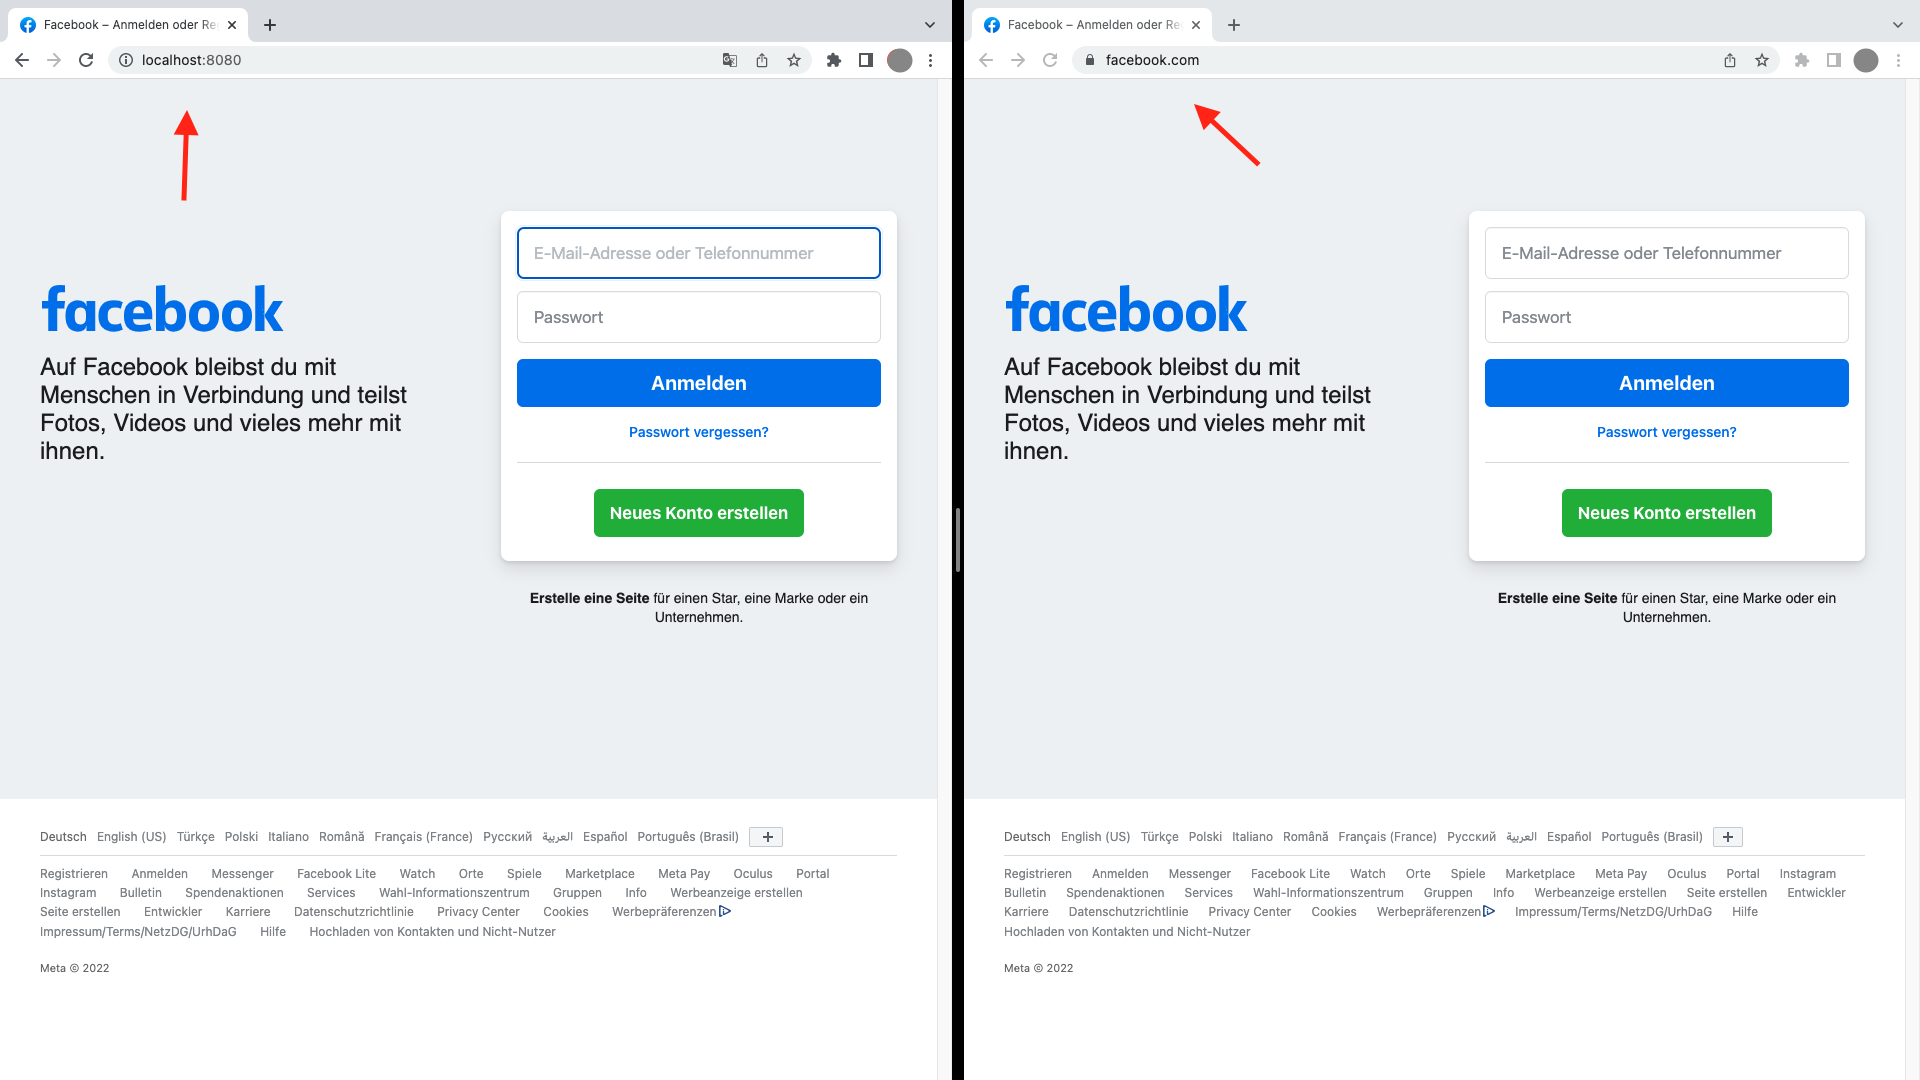 Facebook – Anmelden oder Re
localhost:8080
facebook
Auf Facebook bleibst du mit
Menschen in Verbindung und teilst
Fotos, Videos und vieles mehr mit
ihnen.
E-Mail-Adresse oder Telefonnummer
Passwort
Anmelden
Passwort vergessen?
Neues Konto erstellen
Erstelle eine Seite für einen Star, eine Marke oder ein
Unternehmen.
Deutsch English (US) Türkçe Polski Italiano Română Français (France) Русский العربية Español Português (Brasil)
Registrieren Anmelden Messenger Facebook Lite Watch Orte Spiele Marketplace Meta Pay Oculus Portal
Instagram Bulletin Spendenaktionen Services Wahl-Informationszentrum Gruppen Info Werbeanzeige erstellen
Seite erstellen Entwickler Karriere Datenschutzrichtlinie Privacy Center Cookies Werbepräferenzen
Impressum/Terms/NetzDG/UrhDaG Hilfe Hochladen von Kontakten und Nicht-Nutzer
Meta © 2022
Facebook – Anmelden oder Re
facebook.com
facebook
Auf Facebook bleibst du mit
Menschen in Verbindung und teilst
Fotos, Videos und vieles mehr mit
ihnen.
E-Mail-Adresse oder Telefonnummer
Passwort
Anmelden
Passwort vergessen?
Neues Konto erstellen
Erstelle eine Seite für einen Star, eine Marke oder ein
Unternehmen.
Deutsch English (US) Türkçe Polski Italiano Română Français (France) Русский العربية Español Português (Brasil)
Registrieren Anmelden Messenger Facebook Lite Watch Orte Spiele Marketplace Meta Pay Oculus Portal Instagram
Bulletin Spendenaktionen Services Wahl-Informationszentrum Gruppen Info Werbeanzeige erstellen Seite erstellen Entwickler
Karriere Datenschutzrichtlinie Privacy Center Cookies Werbepräferenzen Impressum/Terms/NetzDG/UrhDaG Hilfe
Hochladen von Kontakten und Nicht-Nutzer
Meta © 2022